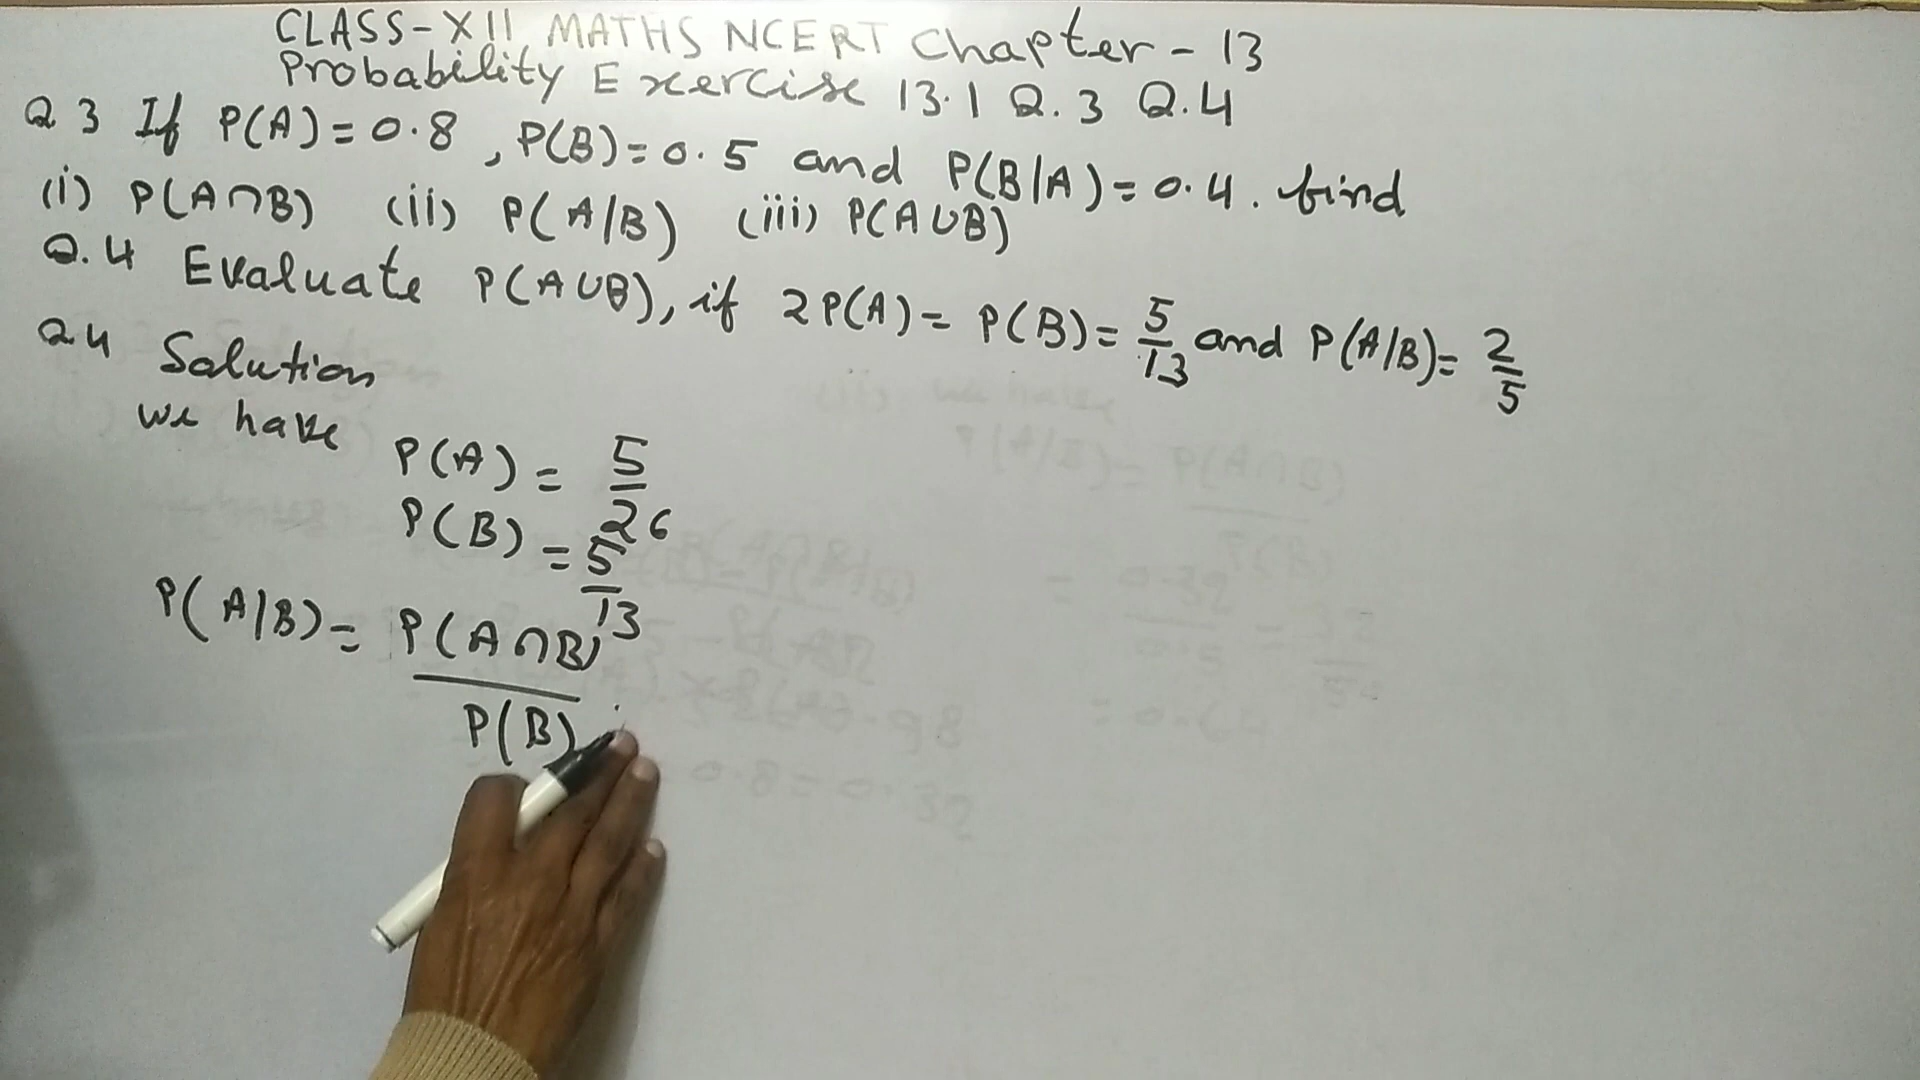 CLASS-XII MATHS NCERT Chapter - 13
Probability Exercise 13.1 Q.3 Q.4
Q 3 If P(A)=0.8, P(B)=0.5 and P(B|A)=0.4. find
(i) P(A∩B) (ii) P(A/B) (iii) P(A∪B)
Q.4 Evaluate P(A∪B), if 2P(A)= P(B)= 5/13 and P(A/B)= 2/5
Q4 Solution
we have
P(A) = 5/26
P(B) = 5/13
P(A|B)= P(A∩B)/P(B)